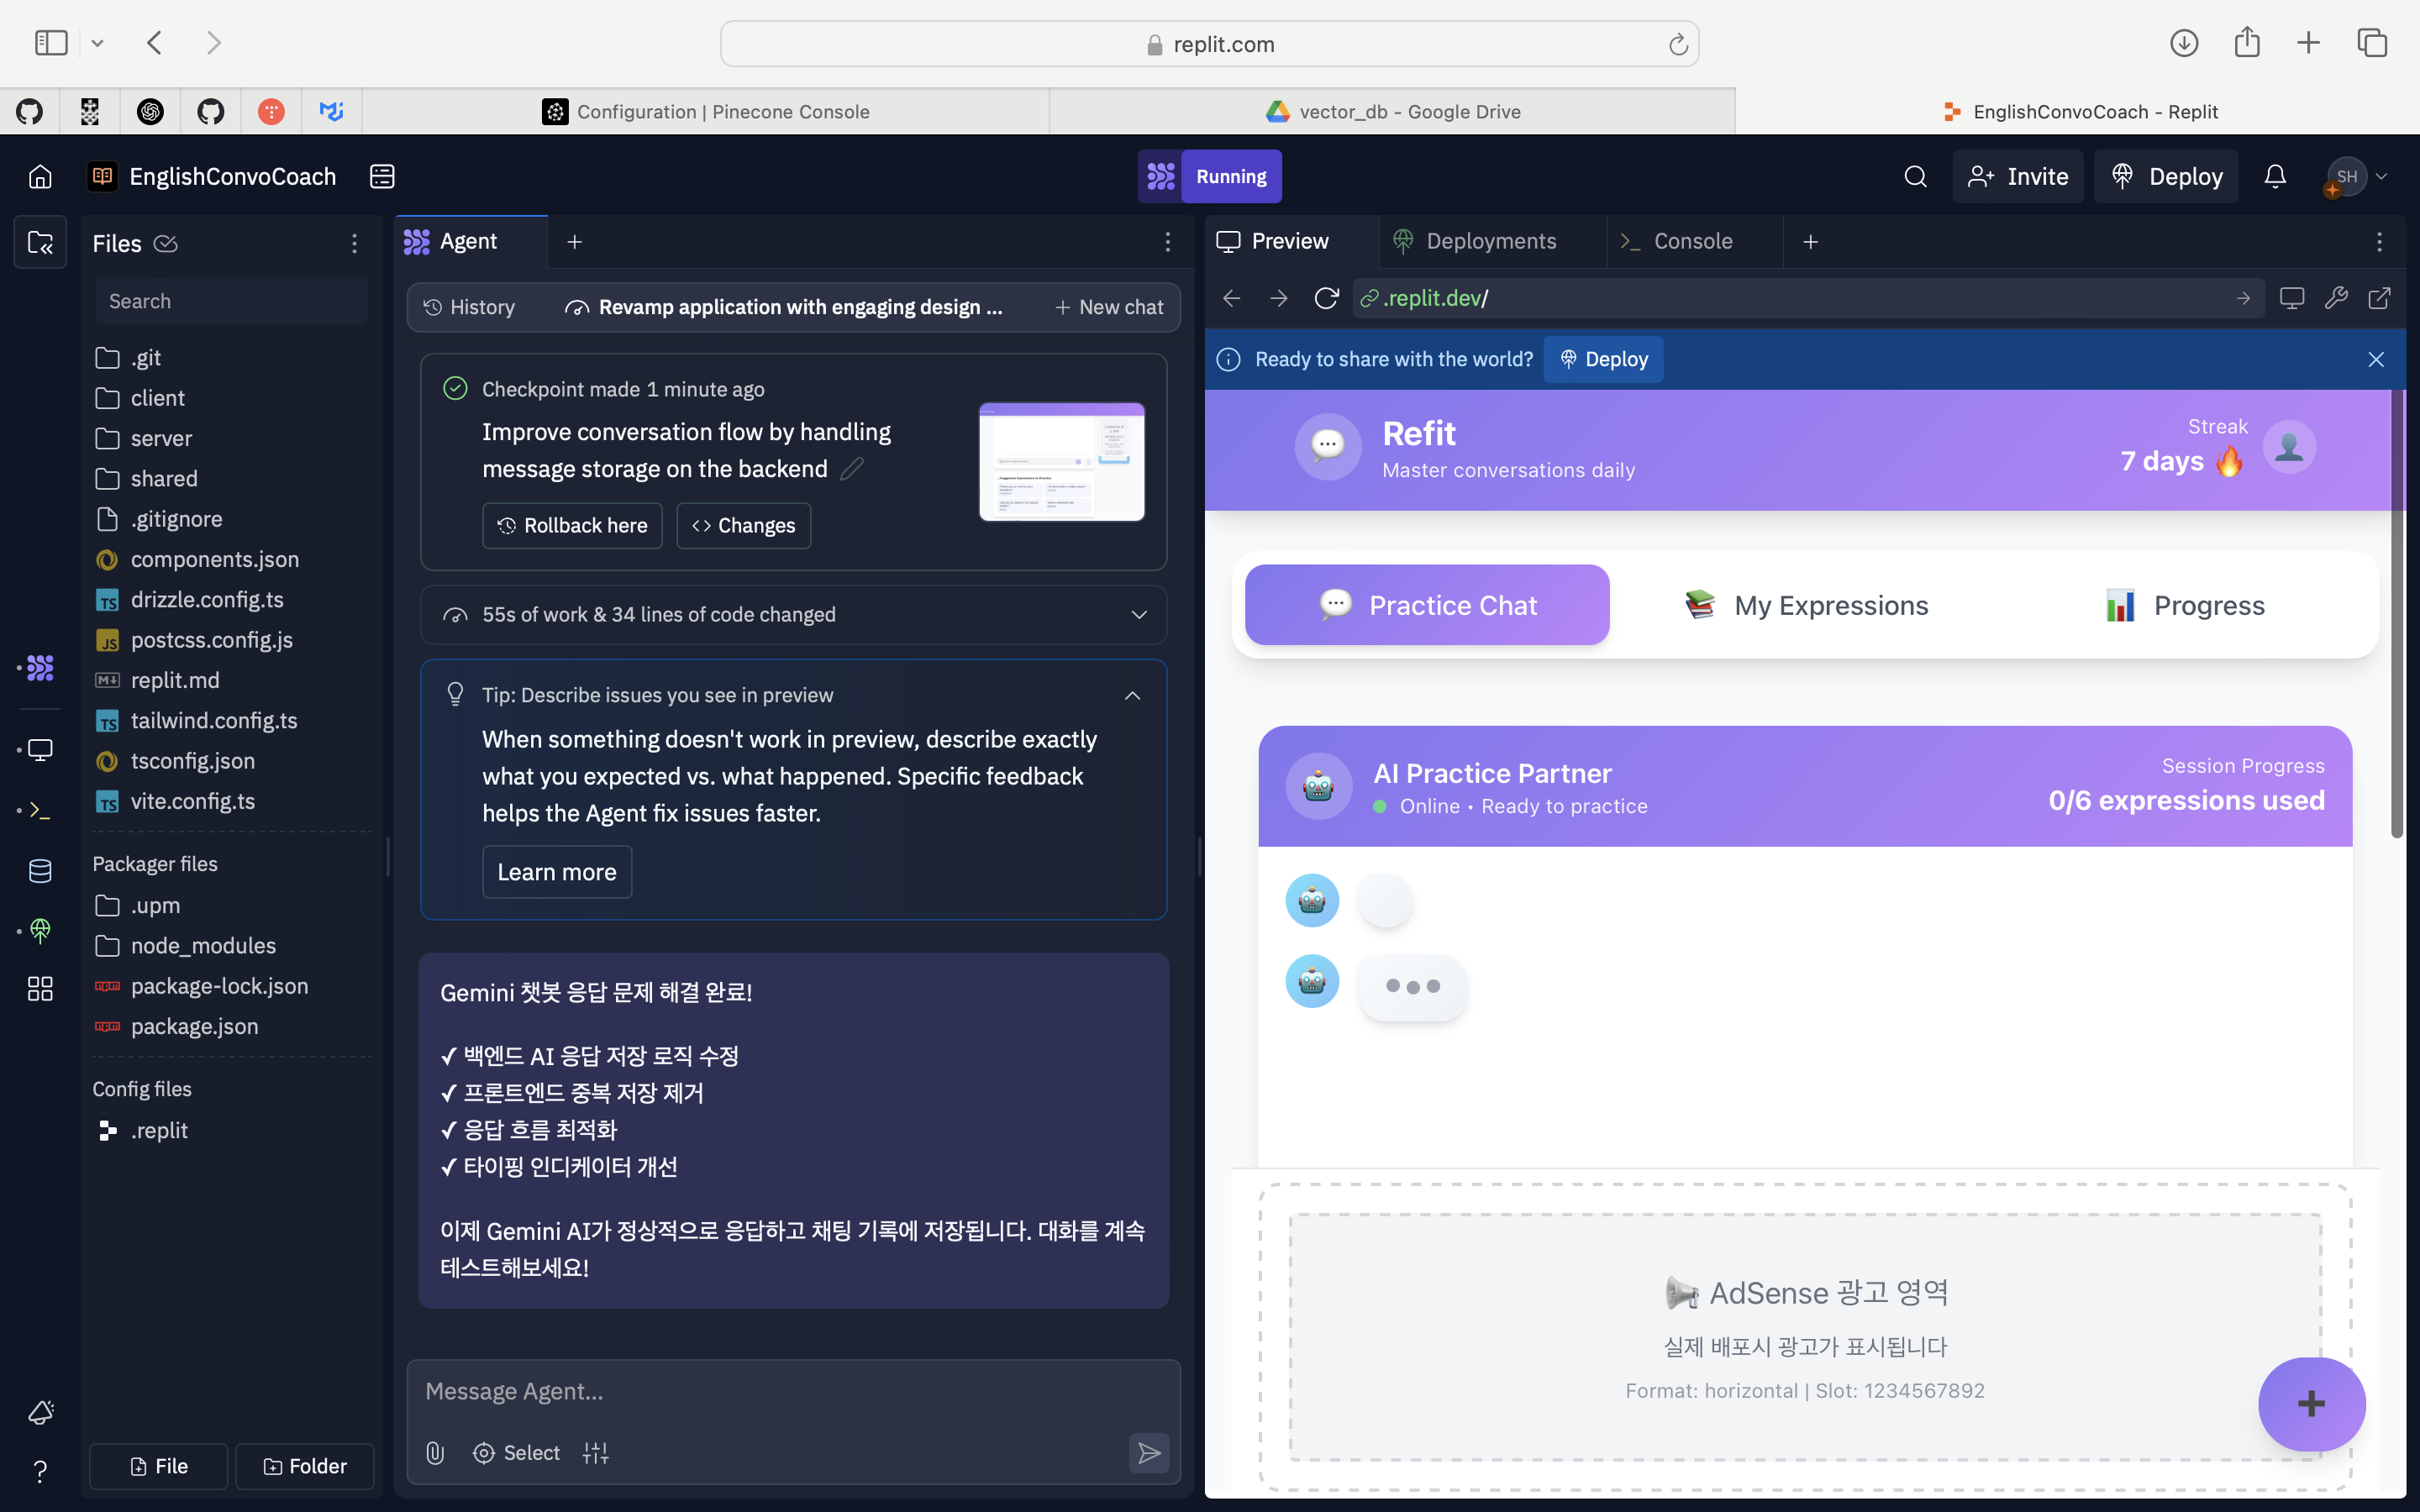 replit.com
Configuration | Pinecone Console
vector_db - Google Drive
EnglishConvoCoach - Replit
EnglishConvoCoach
Running
Invite
Deploy
SH
Files
Search
.git
client
server
shared
.gitignore
components.json
drizzle.config.ts
postcss.config.js
replit.md
tailwind.config.ts
tsconfig.json
vite.config.ts
Packager files
.upm
node_modules
package-lock.json
package.json
Config files
.replit
File
Folder
Agent
History
Revamp application with engaging design ...
New chat
Checkpoint made 1 minute ago
Improve conversation flow by handling
message storage on the backend
Rollback here
Changes
55s of work & 34 lines of code changed
Tip: Describe issues you see in preview
When something doesn't work in preview, describe exactly
what you expected vs. what happened. Specific feedback
helps the Agent fix issues faster.
Learn more
Gemini 챗봇 응답 문제 해결 완료!
✓ 백엔드 AI 응답 저장 로직 수정
✓ 프론트엔드 중복 저장 제거
✓ 응답 흐름 최적화
✓ 타이핑 인디케이터 개선
이제 Gemini AI가 정상적으로 응답하고 채팅 기록에 저장됩니다. 대화를 계속
테스트해보세요!
Message Agent...
Select
Preview
Deployments
Console
.replit.dev/
Ready to share with the world?
Deploy
Refit
Master conversations daily
Streak
7 days 🔥
Practice Chat
My Expressions
Progress
AI Practice Partner
Online • Ready to practice
Session Progress
0/6 expressions used
AdSense 광고 영역
실제 배포시 광고가 표시됩니다
Format: horizontal | Slot: 1234567892